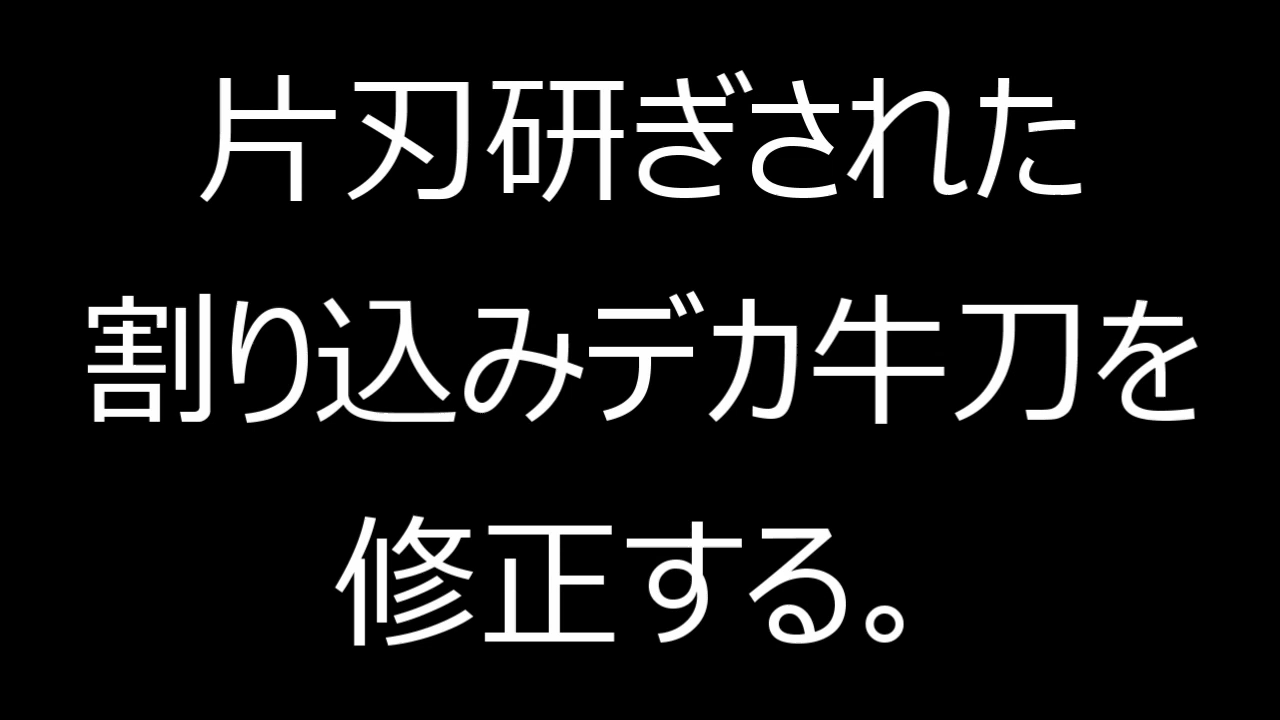 片刃研ぎされた
割り込みデカ牛刀を
修正する。